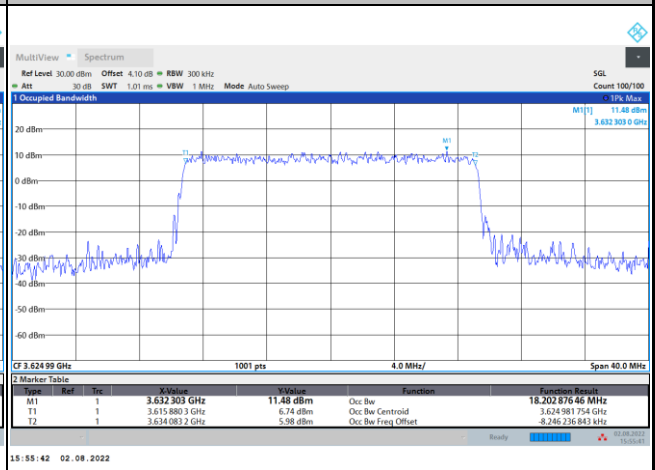 MultiView Spectrum
Ref Level 30.00 dBm Offset 4.10 dB RBW 300 kHz SGL
Att 30 dB SWT 1.01 ms VBW 1 MHz Mode Auto Sweep Count 100/100
1 Occupied Bandwidth 1Pk Max
M1[1] 11.48 dBm
3.632 303 0 GHz
20 dBm
M1
T1 T2
10 dBm
0 dBm
-10 dBm
-20 dBm
-30 dBm
-40 dBm
-50 dBm
-60 dBm
CF 3.624 99 GHz 1001 pts 4.0 MHz/ Span 40.0 MHz
2 Marker Table
Type Ref Trc X-Value Y-Value Function Function Result
M1 1 3.632 303 GHz 11.48 dBm Occ Bw 18.202 876 46 MHz
T1 1 3.615 880 3 GHz 6.74 dBm Occ Bw Centroid 3.624 981 754 GHz
T2 1 3.634 083 2 GHz 5.98 dBm Occ Bw Freq Offset -8.246 236 843 kHz
Ready 02.08.2022
15:55:41
15:55:42 02.08.2022